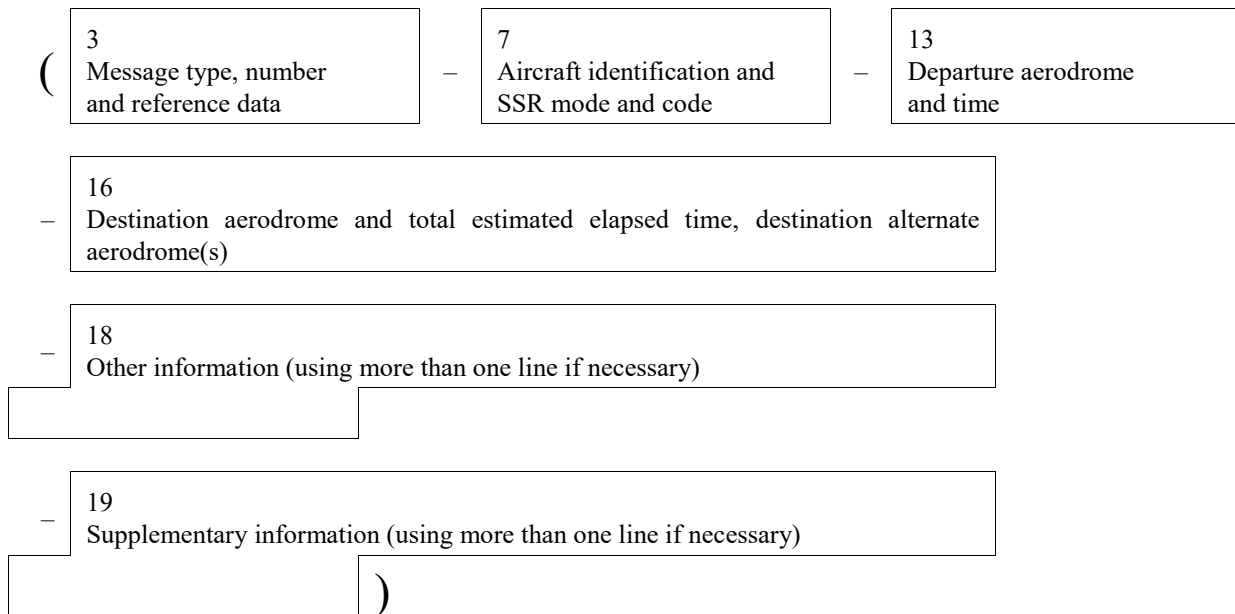 ( 3 – 7 – 13
Message type, number Aircraft identification and Departure aerodrome
and reference data SSR mode and code and time
16
– Destination aerodrome and total estimated elapsed time, destination alternate
aerodrome(s)
18
– Other information (using more than one line if necessary)
19
– Supplementary information (using more than one line if necessary)
)